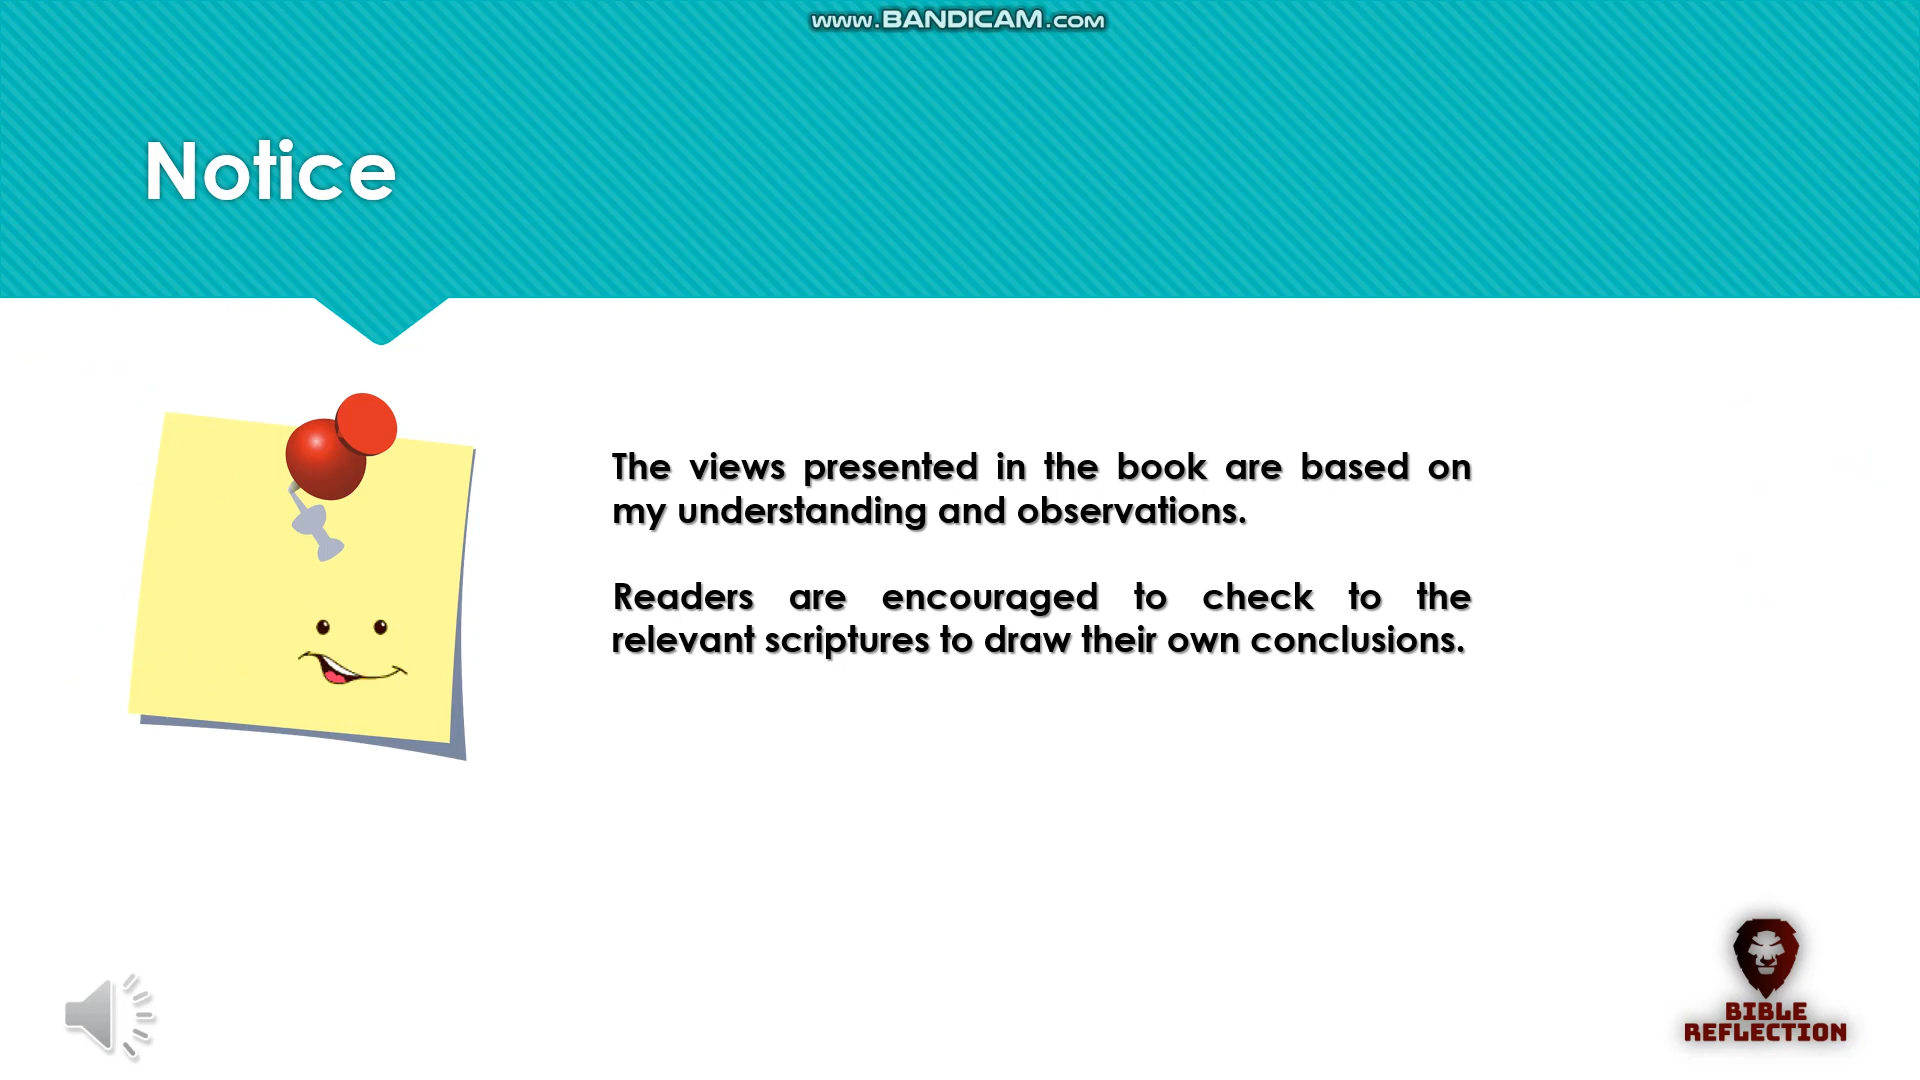 www.BANDICAM.com
Notice
The views presented in the book are based on
my understanding and observations.
Readers are encouraged to check to the
relevant scriptures to draw their own conclusions.
BIBLE
REFLECTION